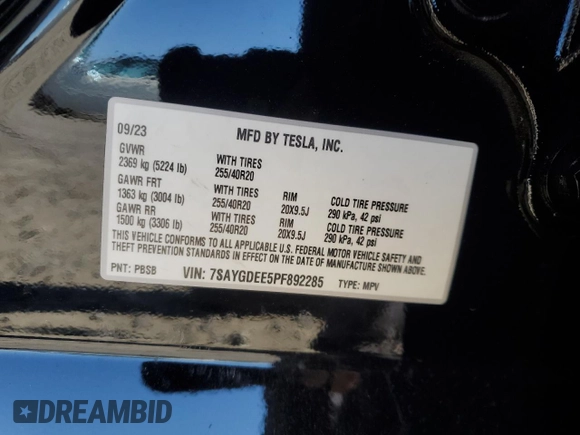 09/23 MFD BY TESLA, INC.
GVWR WITH TIRES
2369 kg (5224 lb) 255/40R20
GAWR FRT WITH TIRES RIM COLD TIRE PRESSURE
1363 kg (3004 lb) 255/40R20 20X9.5J 290 kPa, 42 psi
GAWR RR WITH TIRES RIM COLD TIRE PRESSURE
1500 kg (3306 lb) 255/40R20 20X9.5J 290 kPa, 42 psi
THIS VEHICLE CONFORMS TO ALL APPLICABLE U.S. FEDERAL MOTOR VEHICLE SAFETY AND
THEFT PREVENTION STANDARDS IN EFFECT ON THE DATE OF MANUFACTURE SHOWN ABOVE.
PNT: PBSB VIN: 7SAYGDEE5PF892285 TYPE: MPV
DREAMBID